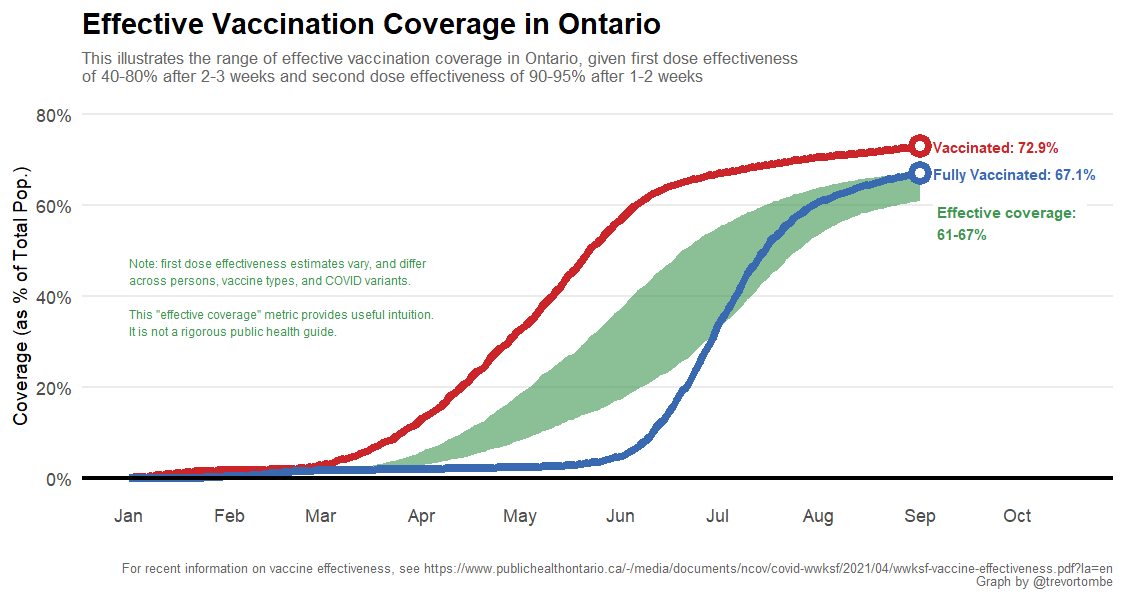 Effective Vaccination Coverage in Ontario
This illustrates the range of effective vaccination coverage in Ontario, given first dose effectiveness
of 40-80% after 2-3 weeks and second dose effectiveness of 90-95% after 1-2 weeks
Coverage (as % of Total Pop.)
80%
60%
40%
20%
0%
Vaccinated: 72.9%
Fully Vaccinated: 67.1%
Effective coverage:
61-67%
Note: first dose effectiveness estimates vary, and differ
across persons, vaccine types, and COVID variants.
This "effective coverage" metric provides useful intuition.
It is not a rigorous public health guide.
Jan Feb Mar Apr May Jun Jul Aug Sep Oct
For recent information on vaccine effectiveness, see https://www.publichealthontario.ca/-/media/documents/ncov/covid-wwksf/2021/04/wwksf-vaccine-effectiveness.pdf?la=en
Graph by @trevortombe